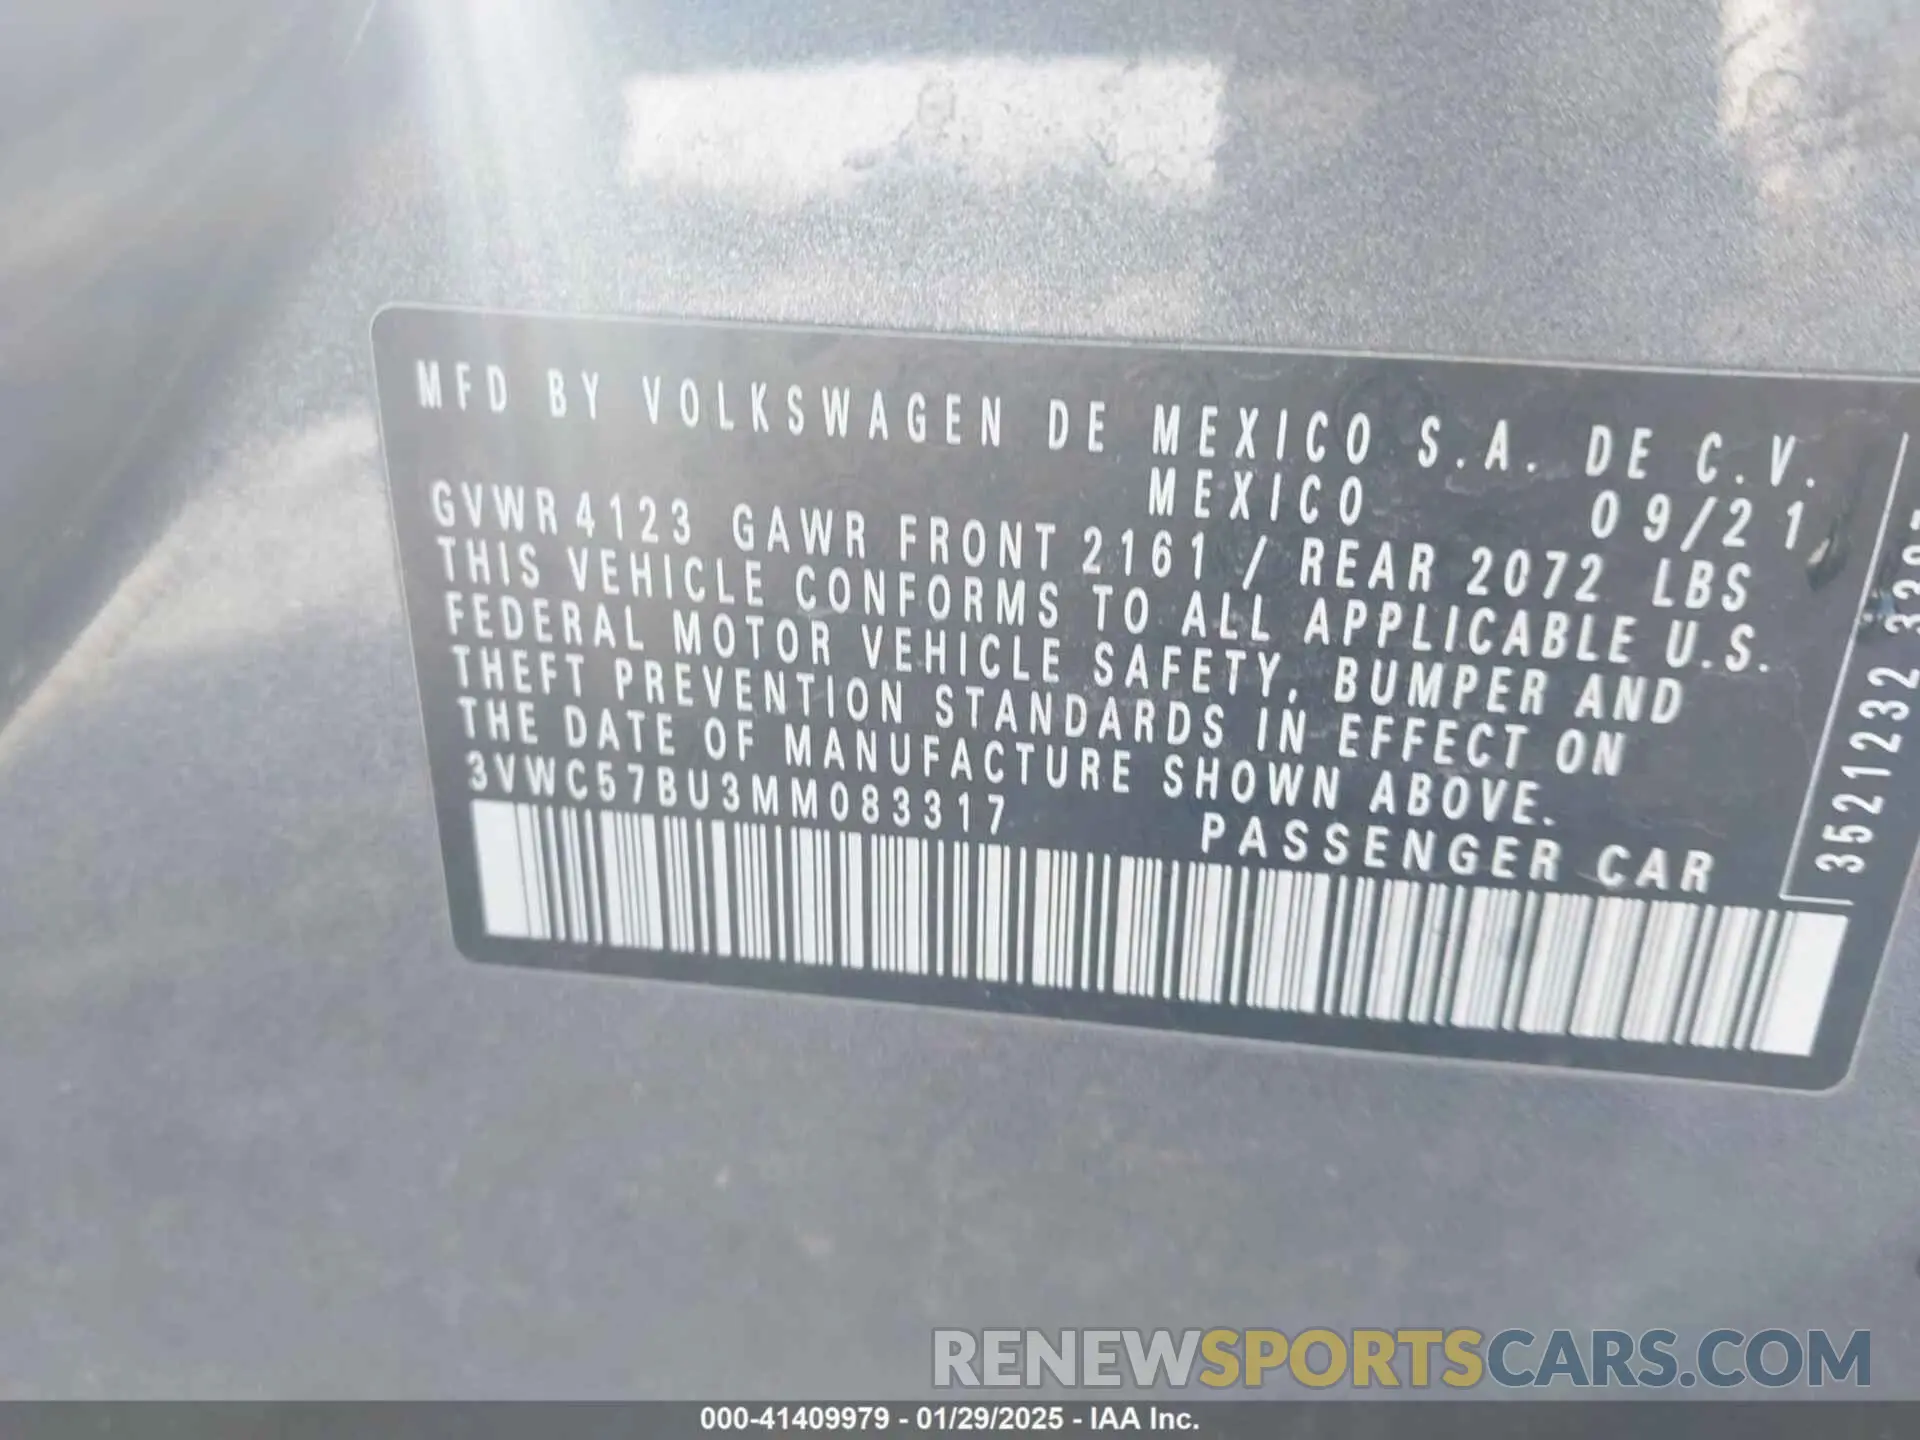 MFD BY VOLKSWAGEN DE MEXICO S.A. DE C.V.
MEXICO 09/21
GVWR 4123 GAWR FRONT 2161 / REAR 2072 LBS
THIS VEHICLE CONFORMS TO ALL APPLICABLE U.S.
FEDERAL MOTOR VEHICLE SAFETY, BUMPER AND
THEFT PREVENTION STANDARDS IN EFFECT ON
THE DATE OF MANUFACTURE SHOWN ABOVE.
3VWC57BU3MM083317
PASSENGER CAR
3521232
RENEWSPORTSCARS.COM
000-41409979 - 01/29/2025 - IAA Inc.